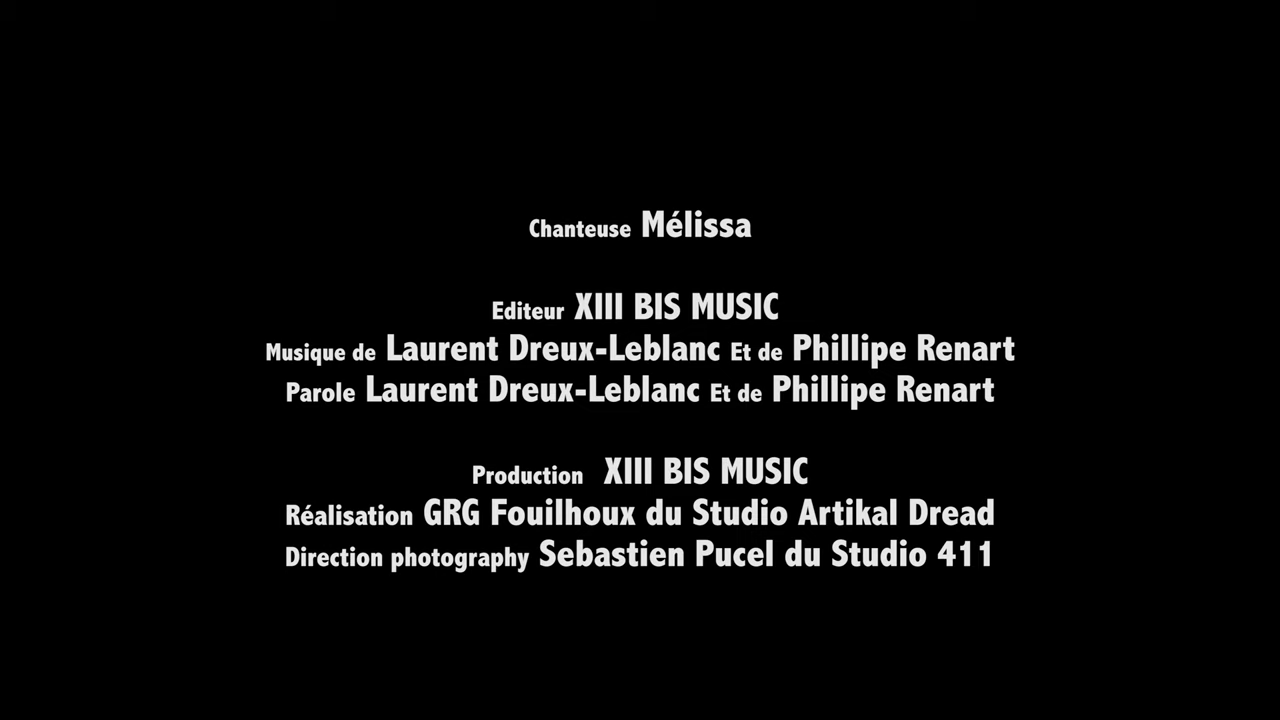 Chanteuse Mélissa
Editeur XIII BIS MUSIC
Musique de Laurent Dreux-Leblanc Et de Phillipe Renart
Parole Laurent Dreux-Leblanc Et de Phillipe Renart
Production XIII BIS MUSIC
Réalisation GRG Fouilhoux du Studio Artikal Dread
Direction photography Sebastien Pucel du Studio 411